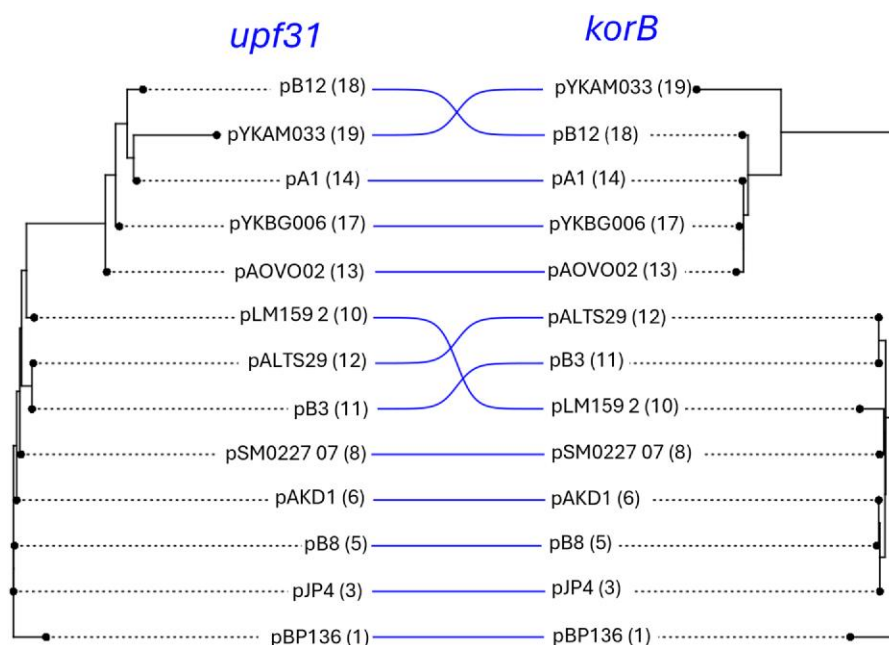 upf31 korB
pB12 (18) pYKAM033 (19)
pYKAM033 (19) pB12 (18)
pA1 (14) pA1 (14)
pYKBG006 (17) pYKBG006 (17)
pAOVO02 (13) pAOVO02 (13)
pLM159 2 (10) pALTS29 (12)
pALTS29 (12) pB3 (11)
pB3 (11) pLM159 2 (10)
pSM0227 07 (8) pSM0227 07 (8)
pAKD1 (6) pAKD1 (6)
pB8 (5) pB8 (5)
pJP4 (3) pJP4 (3)
pBP136 (1) pBP136 (1)